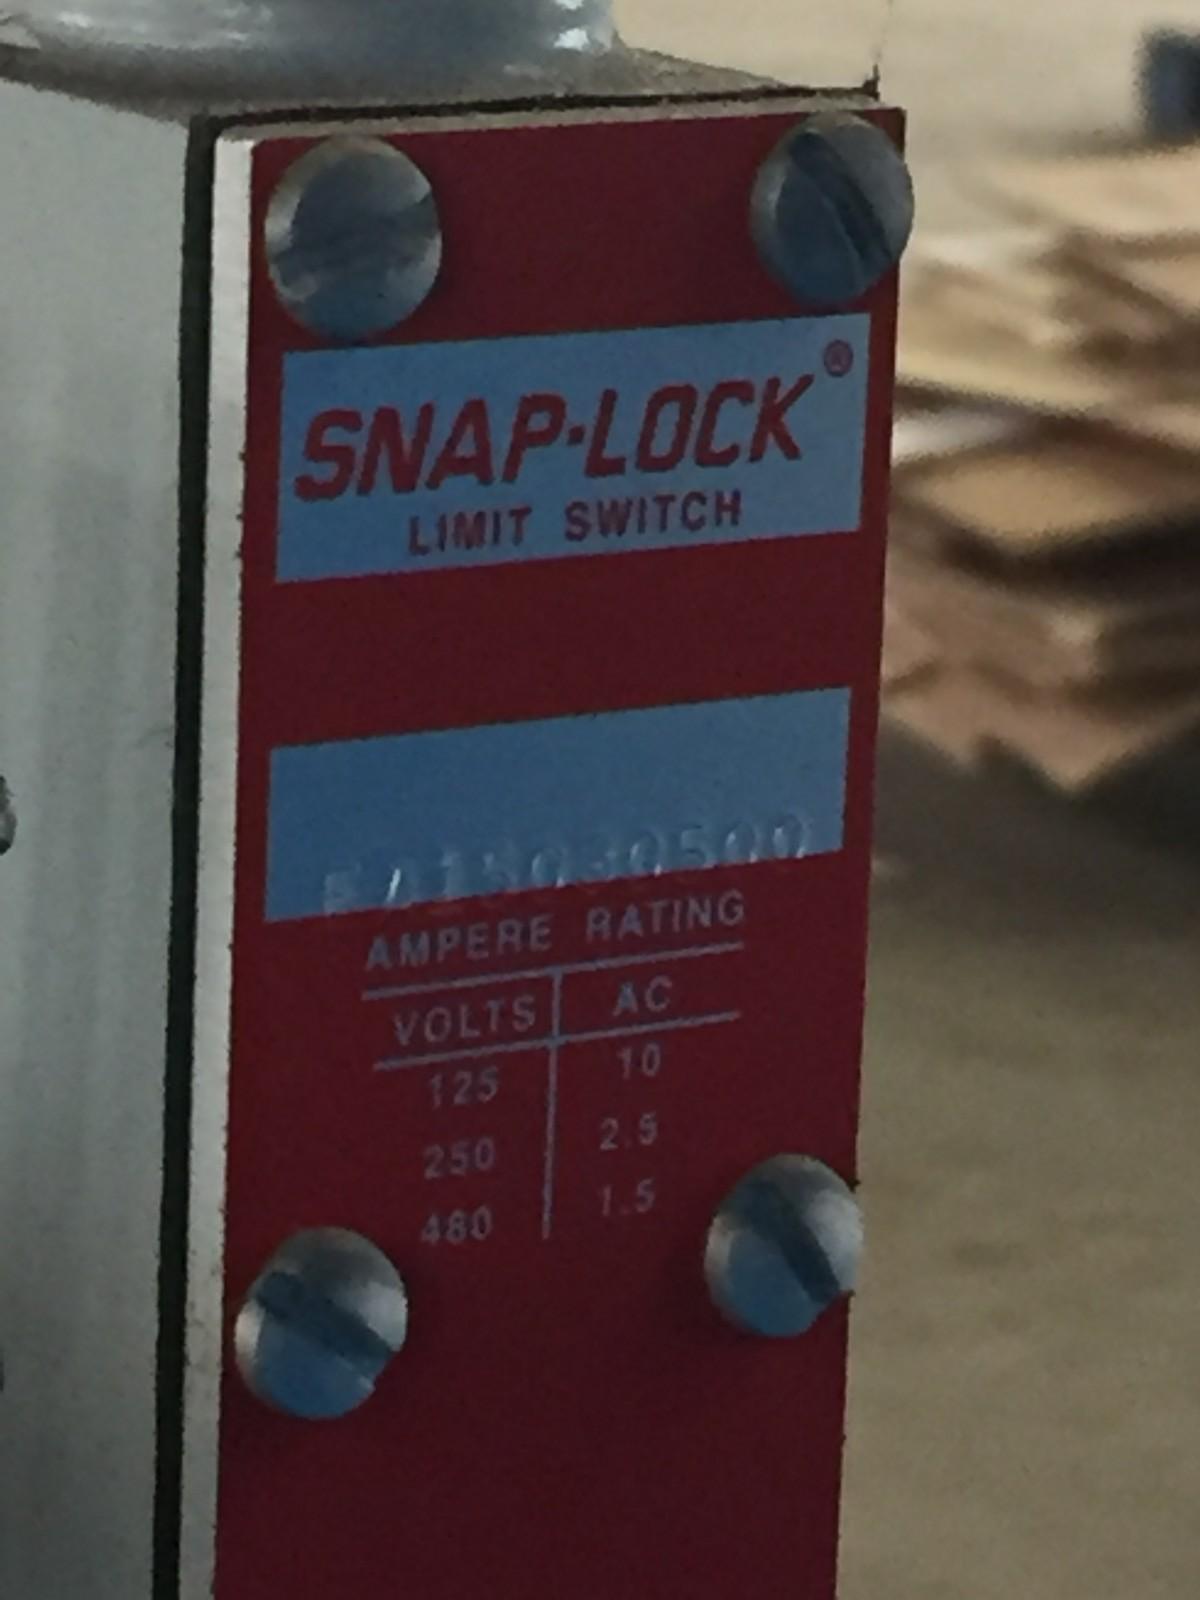 SNAP-LOCK®
LIMIT SWITCH
AMPERE RATING
VOLTS AC
125 10
250 2.5
480 1.5